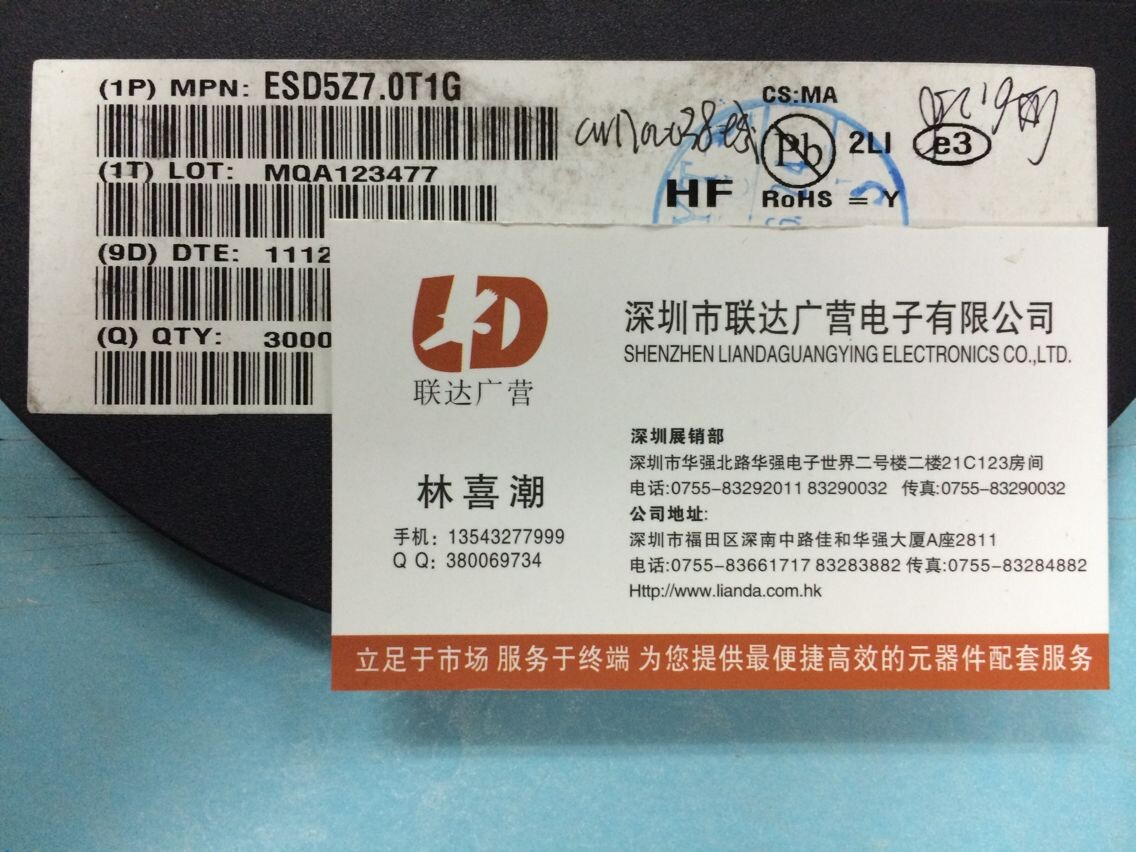 (1P) MPN: ESD5Z7.0T1G
CS:MA
Pb
2LI
e3
(1T) LOT: MQA123477
HF
RoHS = Y
(9D) DTE: 1112
(Q) QTY: 3000
LD
联达广营
深圳市联达广营电子有限公司
SHENZHEN LIANDAGUANGYING ELECTRONICS CO.,LTD.
林喜潮
手机: 13543277999
Q Q: 380069734
深圳展销部
深圳市华强北路华强电子世界二号楼二楼21C123房间
电话:0755-83292011 83290032 传真:0755-83290032
公司地址:
深圳市福田区深南中路佳和华强大厦A座2811
电话:0755-83661717 83283882 传真:0755-83284882
Http://www.lianda.com.hk
立足于市场 服务于终端 为您提供最便捷高效的元器件配套服务